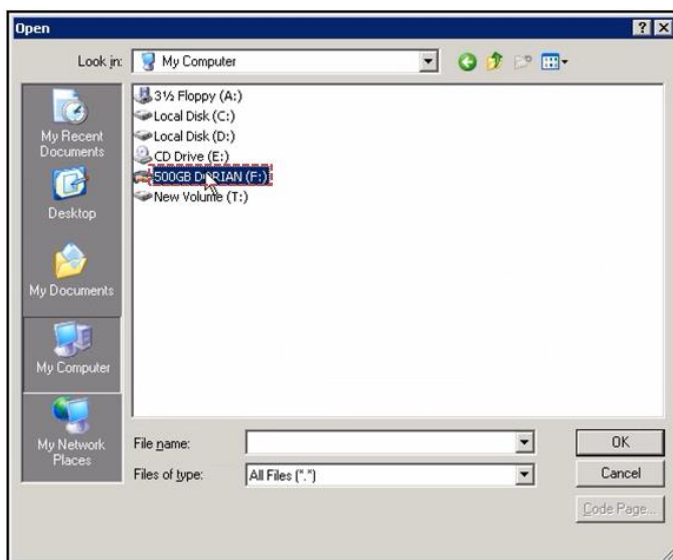 Open
Look in:
My Computer
3½ Floppy (A:)
Local Disk (C:)
Local Disk (D:)
CD Drive (E:)
500GB DORIAN (F:)
New Volume (T:)
My Recent
Documents
Desktop
My Documents
My Computer
My Network
Places
File name:
OK
Files of type:
All Files (*.*)
Cancel
Code Page...